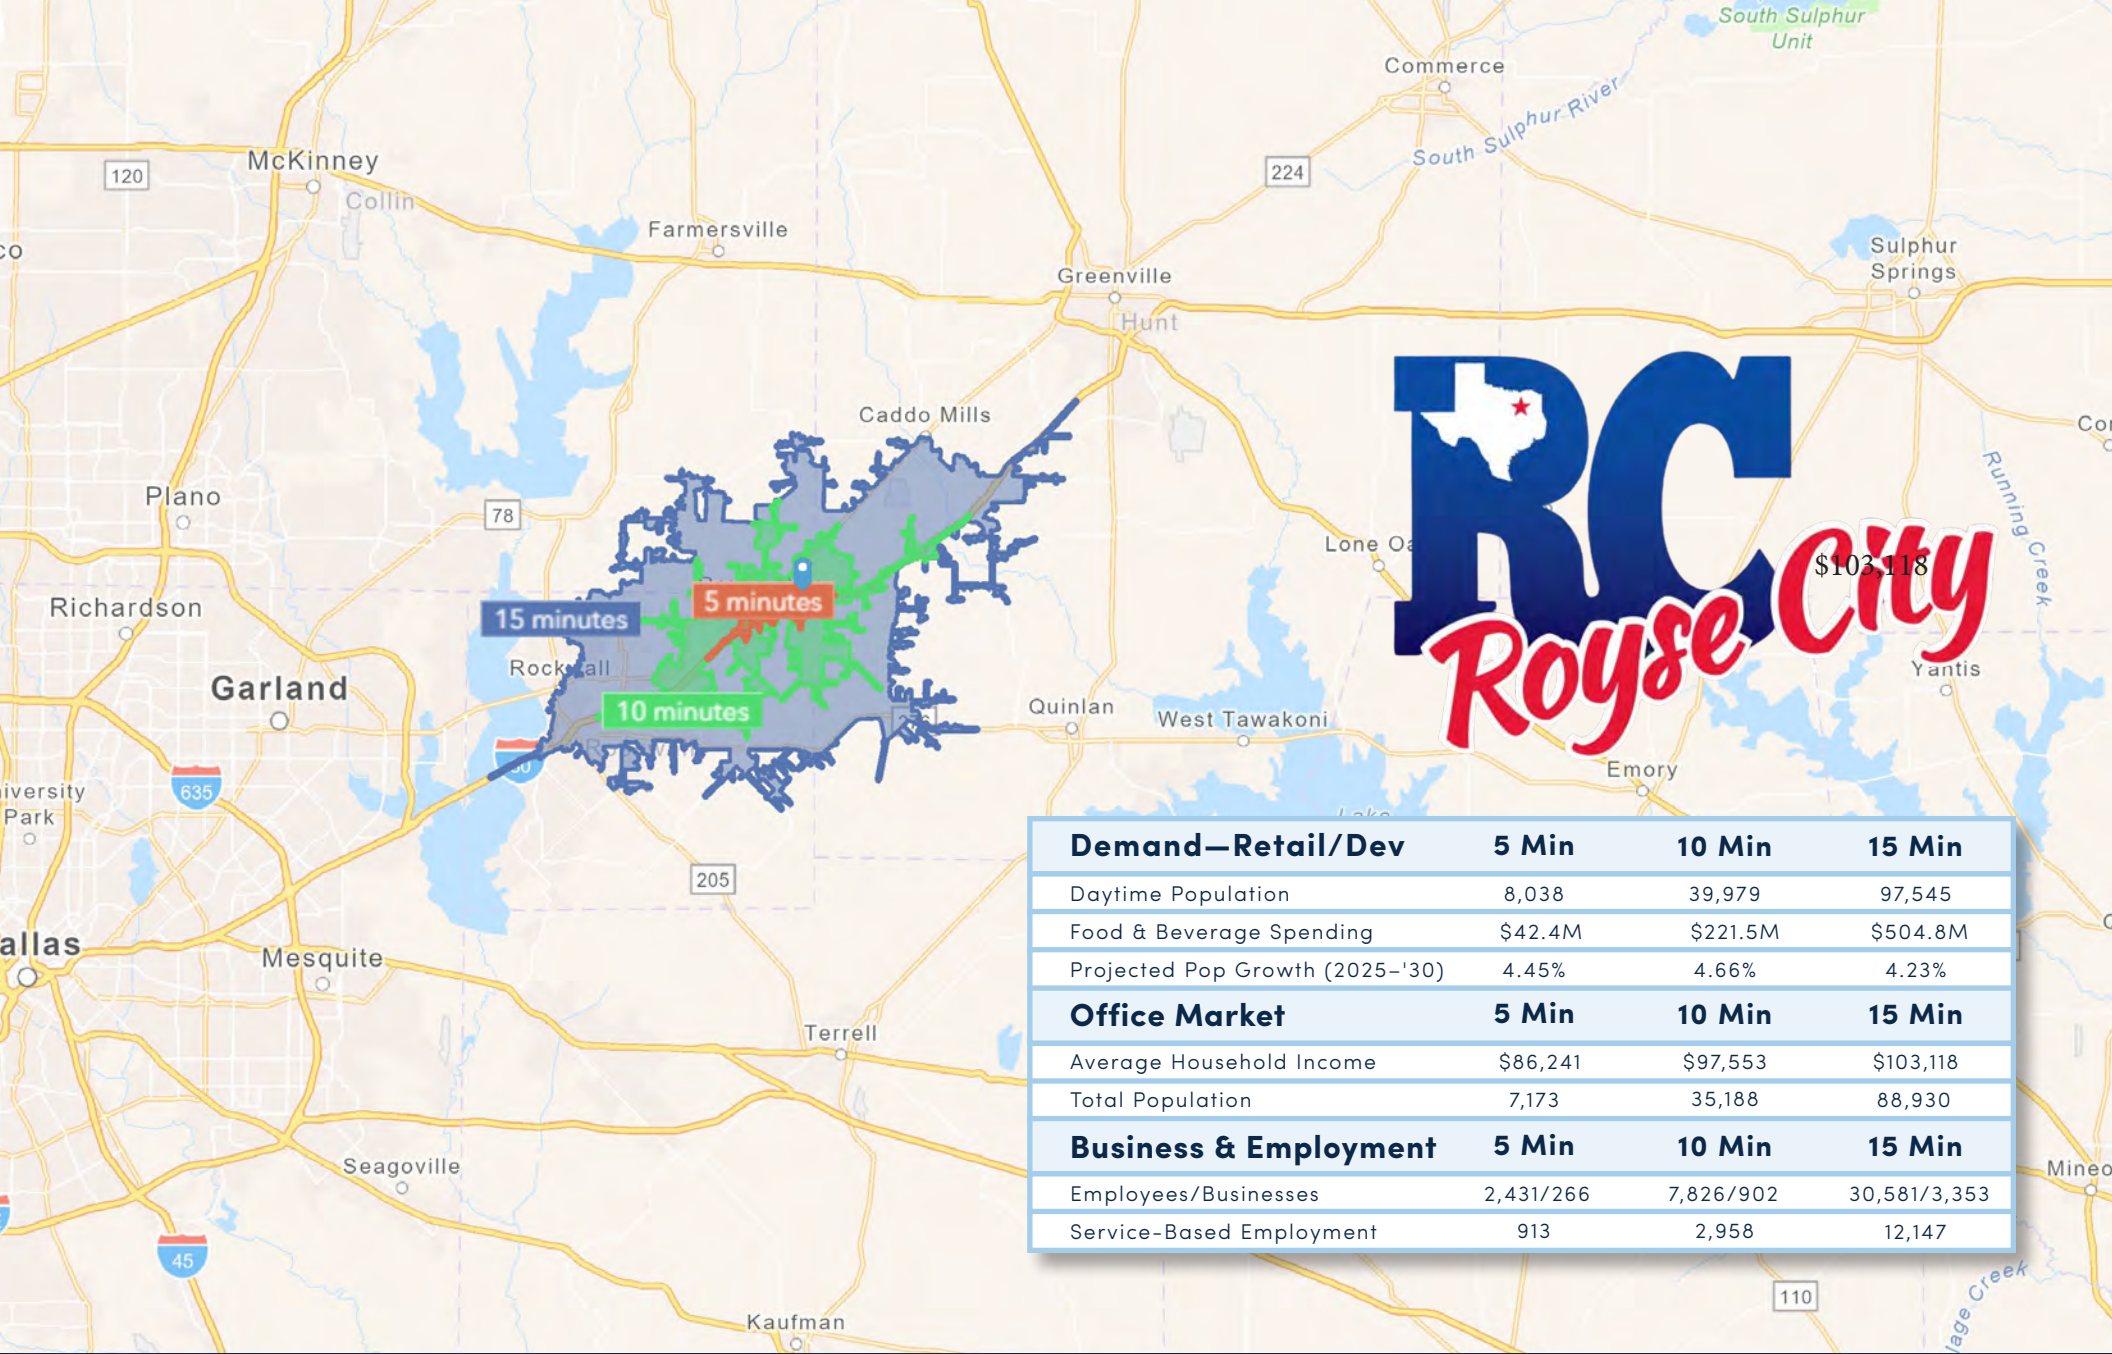 South Sulphur
Unit
Commerce
South Sulphur River
McKinney
120
224
Collin
Farmersville
co
Sulphur
Springs
Greenville
Hunt
Caddo Mills
Running Creek
Plano
78
RC
Lone Oa
$103,118
Royse City
Richardson
5 minutes
15 minutes
Rockwall
Yantis
Garland
10 minutes
Quinlan
West Tawakoni
276
Emory
30
635
iversity
Park
Lake
205
allas
Mesquite
Terrell
Seagoville
Mineo
45
110
Kaufman
Demand—Retail/Dev 5 Min 10 Min 15 Min
Daytime Population 8,038 39,979 97,545
Food & Beverage Spending $42.4M $221.5M $504.8M
Projected Pop Growth (2025-'30) 4.45% 4.66% 4.23%
Office Market 5 Min 10 Min 15 Min
Average Household Income $86,241 $97,553 $103,118
Total Population 7,173 35,188 88,930
Business & Employment 5 Min 10 Min 15 Min
Employees/Businesses 2,431/266 7,826/902 30,581/3,353
Service-Based Employment 913 2,958 12,147